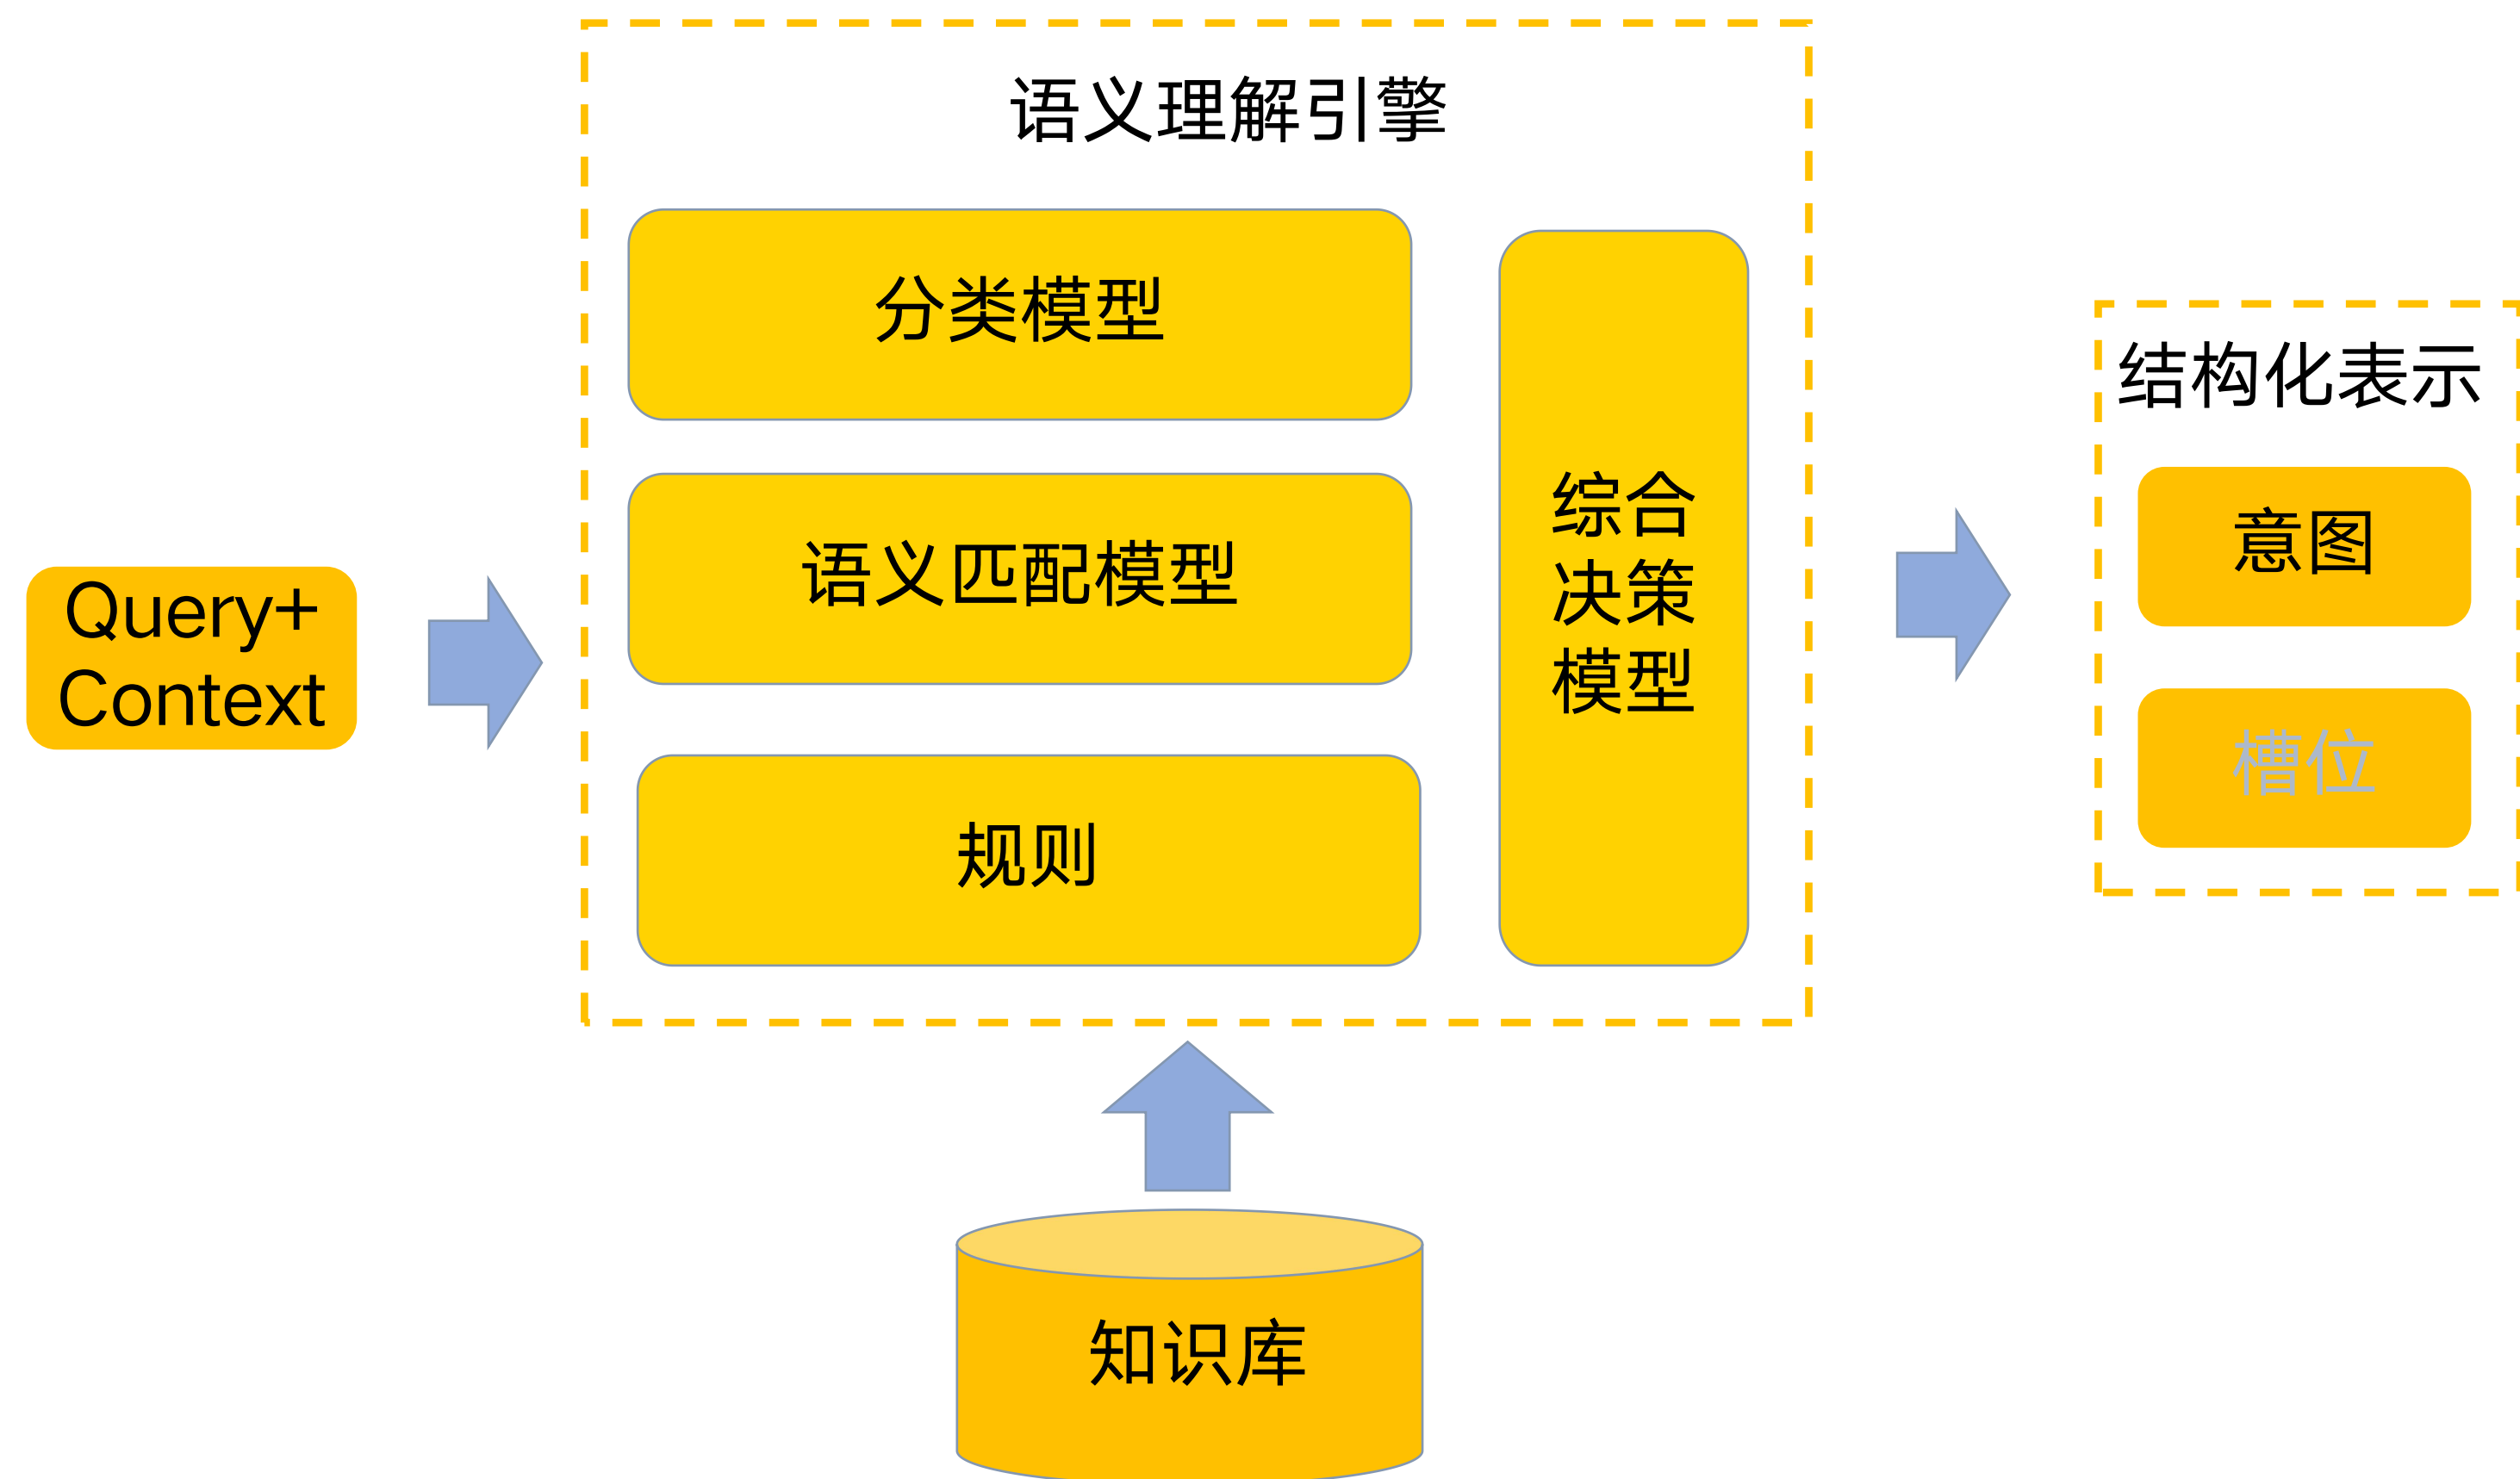 语义理解引擎
分类模型
语义匹配模型
规则
综合
决策
模型
Query+
Context
结构化表示
意图
槽位
知识库